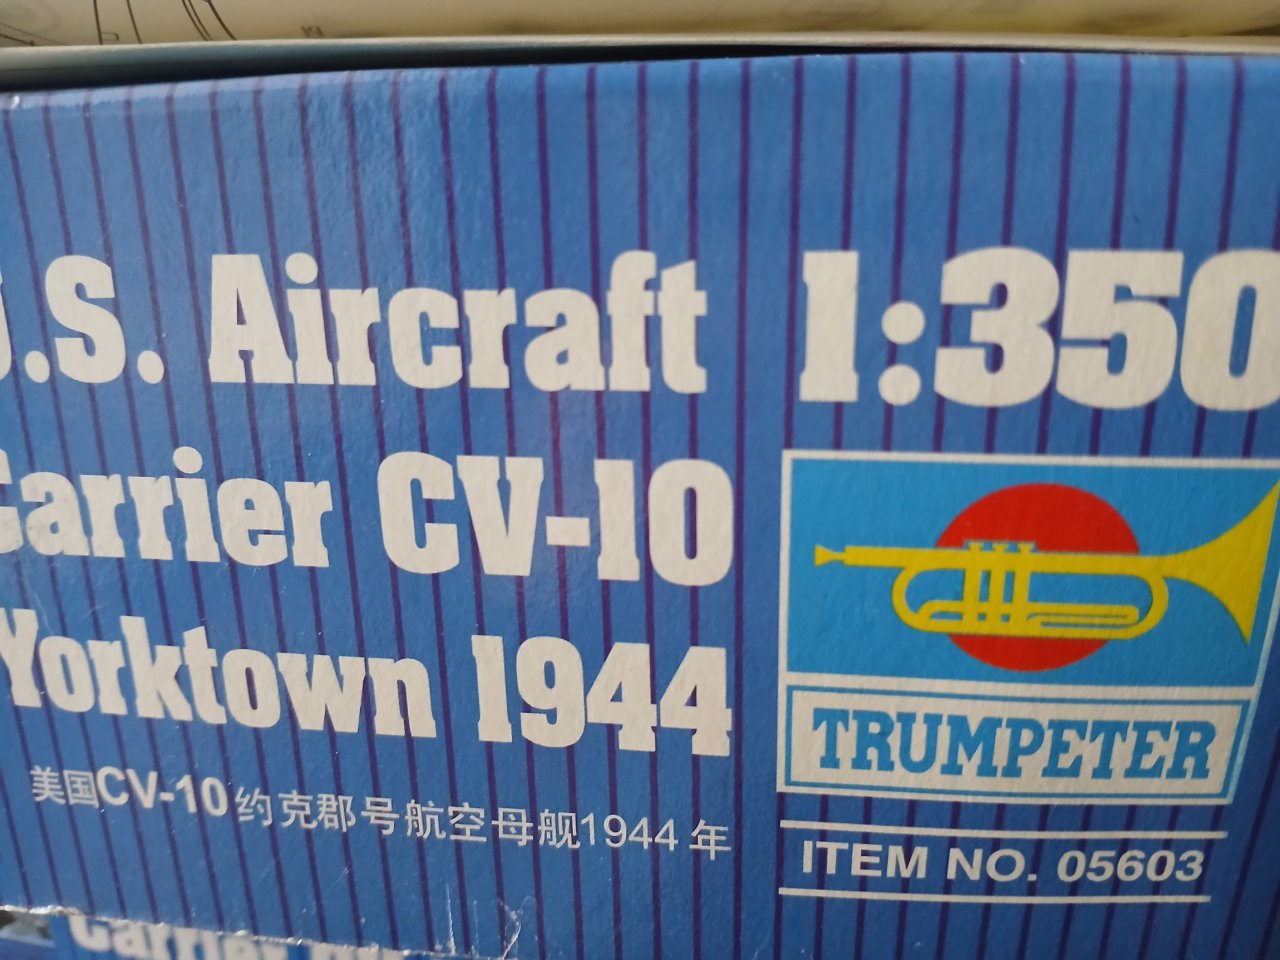 U.S. Aircraft
Carrier CV-10
Yorktown 1944
美国CV-10约克郡号航空母舰1944年
1:350
TRUMPETER
ITEM NO. 05603
Carrier